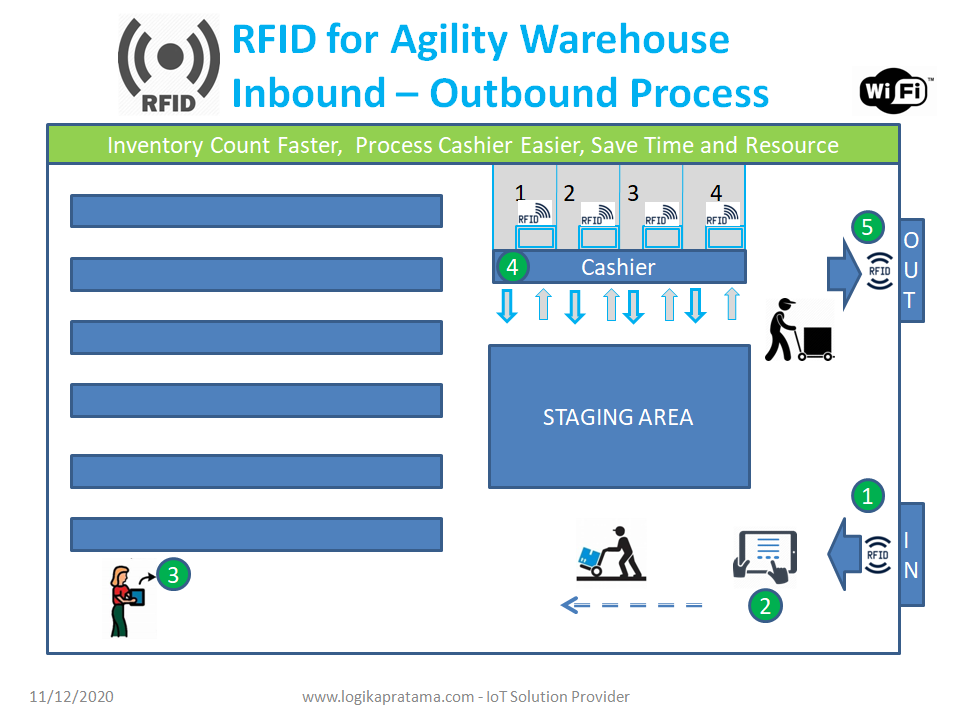 RFID for Agility Warehouse
Inbound – Outbound Process
RFID
WiFi™
Inventory Count Faster, Process Cashier Easier, Save Time and Resource
1 2 3 4
RFID RFID RFID RFID
4 Cashier
5
RFID
OUT
STAGING AREA
1
RFID
IN
2
3
11/12/2020
www.logikapratama.com - IoT Solution Provider